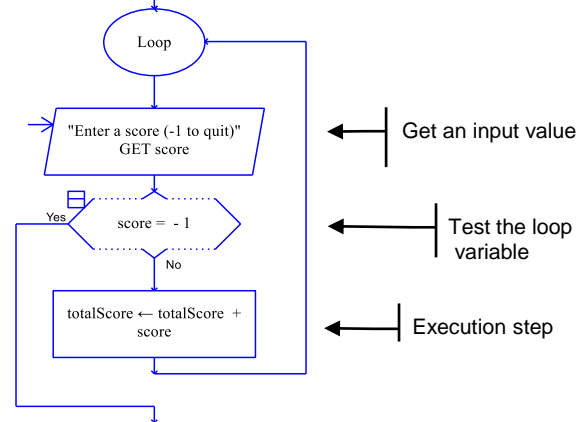 Loop
"Enter a score (-1 to quit)"
GET score
Get an input value
Yes
score = - 1
No
Test the loop
variable
totalScore ← totalScore +
score
Execution step